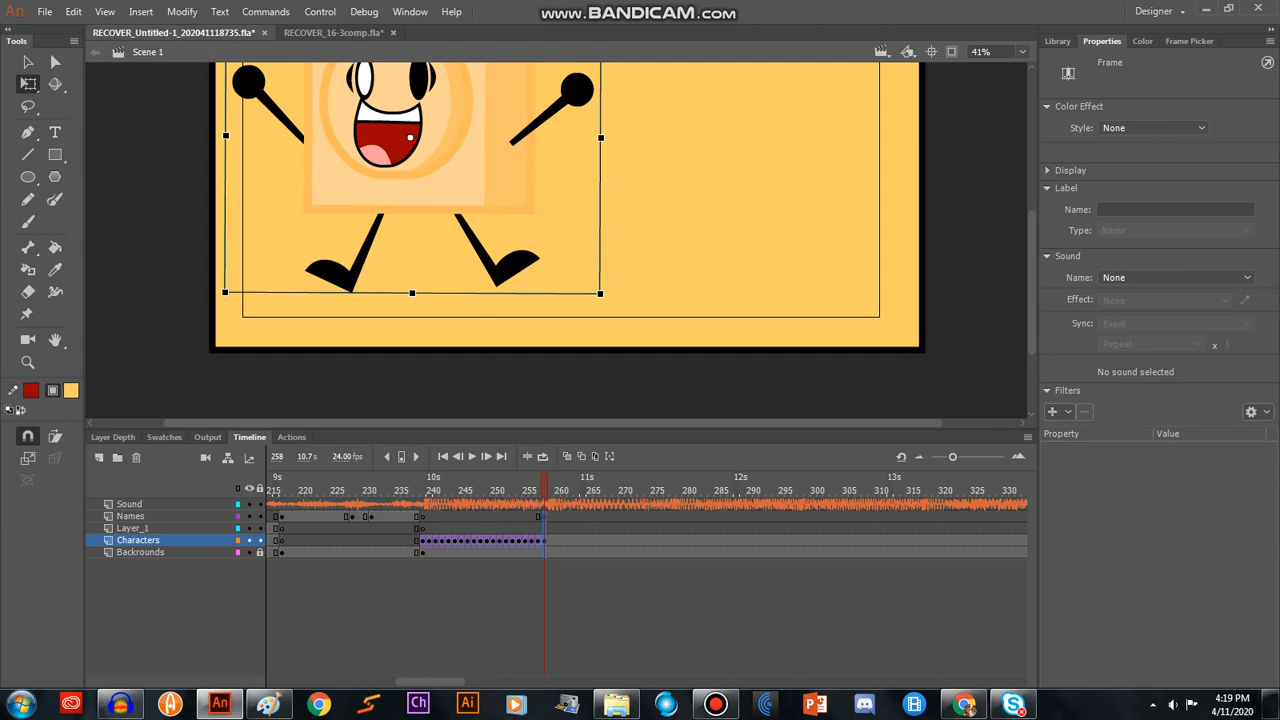 An File Edit View Insert Modify Text Commands Control Debug Window Help www.BANDICAM.com Designer
RECOVER_Untitled-1_202041118735.fla* × RECOVER_16-3comp.fla* ×
Tools
Scene 1 41%
Library Properties Color Frame Picker
Frame
Color Effect
Style: None
Display
Label
Name:
Type: Name
Sound
Name: None
Effect: None
Sync: Event
Repeat x 1
No sound selected
Filters
Property Value
Layer Depth Swatches Output Timeline Actions
258 10.7 s 24.00 fps
9s 10s 11s 12s 13s
215 220 225 230 235 240 245 250 255 260 265 270 275 280 285 290 295 300 305 310 315 320 325 330
Sound
Names
Layer_1
Characters
Backrounds
An Ch Ai
4:19 PM
4/11/2020